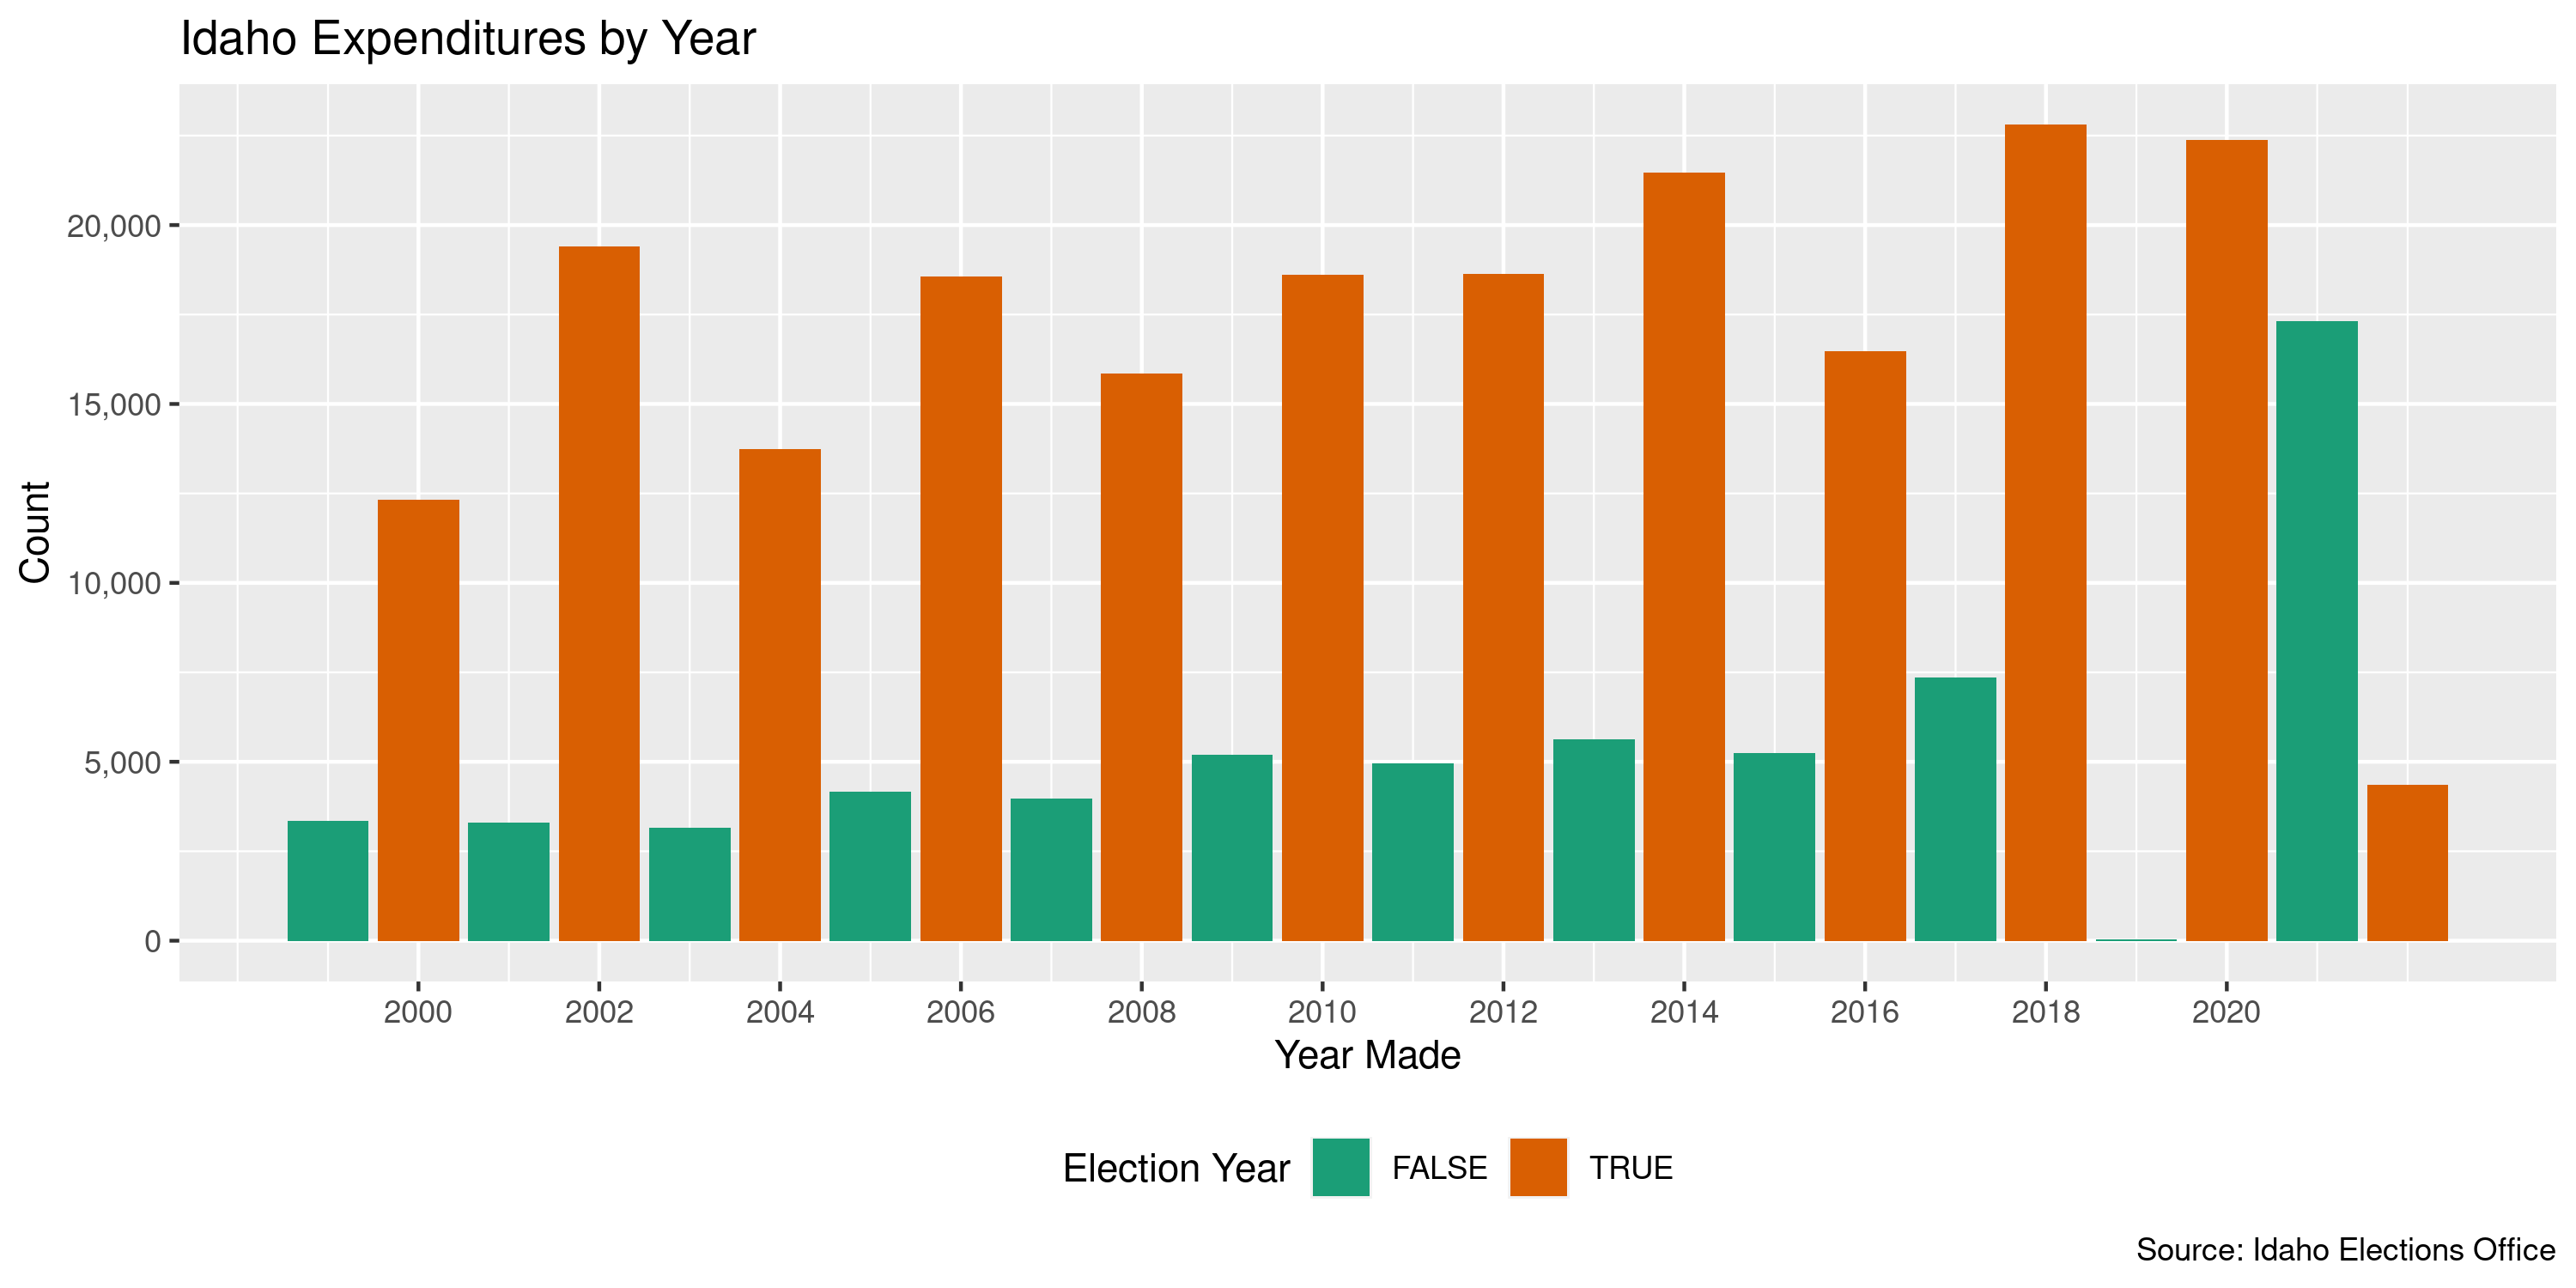 Idaho Expenditures by Year
Count
20,000
15,000
10,000
5,000
0
2000 2002 2004 2006 2008 2010 2012 2014 2016 2018 2020
Year Made
Election Year FALSE TRUE
Source: Idaho Elections Office